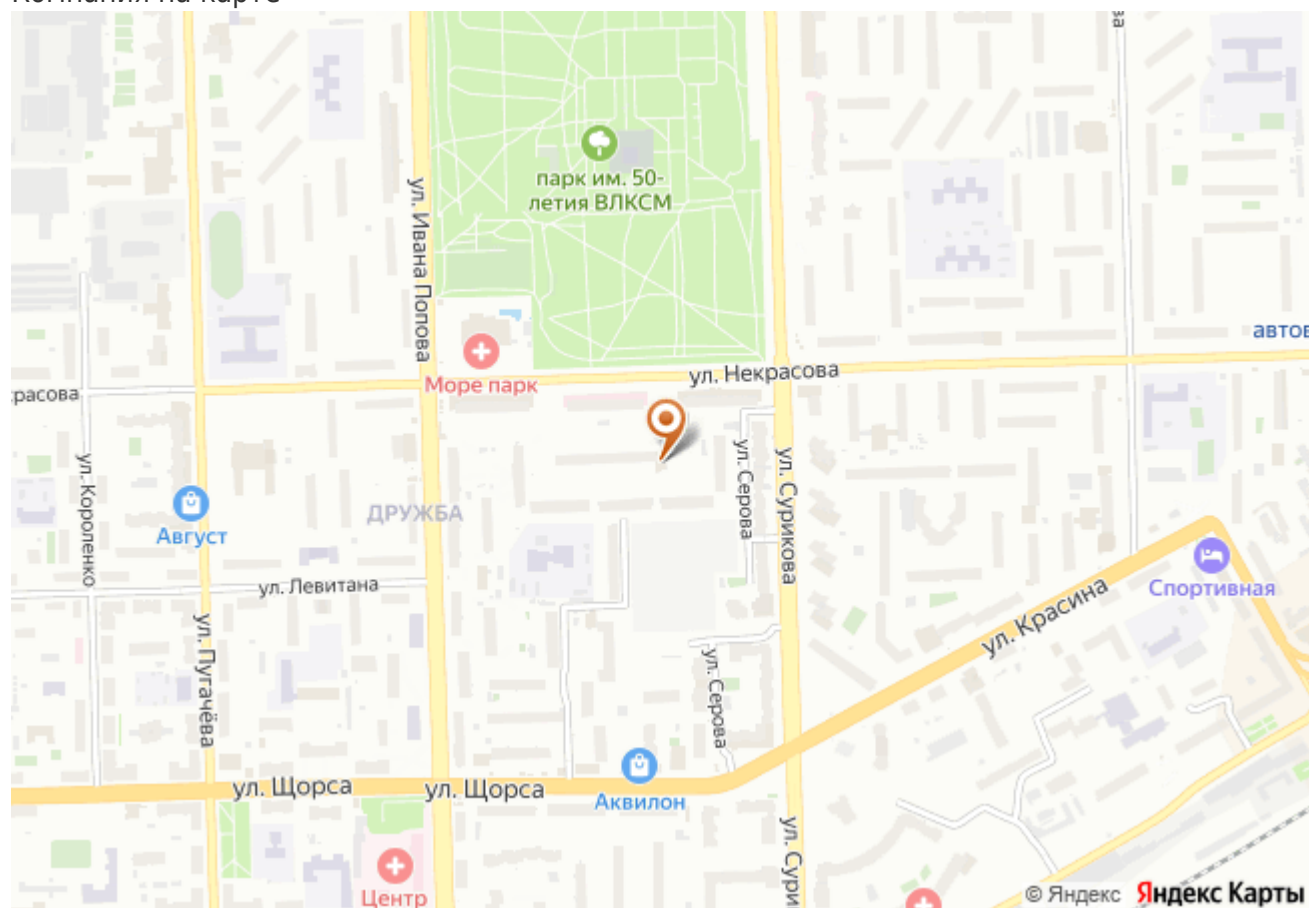 парк им. 50-
летия ВЛКСМ
ул. Ивана Попова
автов
Море парк
ул. Некрасова
красова
ул. Короленко
ул. Серова
ул. Сурикова
Август
ДРУЖБА
ул. Левитана
Спортивная
ул. Красина
ул. Пугачёва
ул. Серова
ул. Щорса
ул. Щорса
Аквилон
ул. Сури
Центр
© Яндекс Яндекс Карты